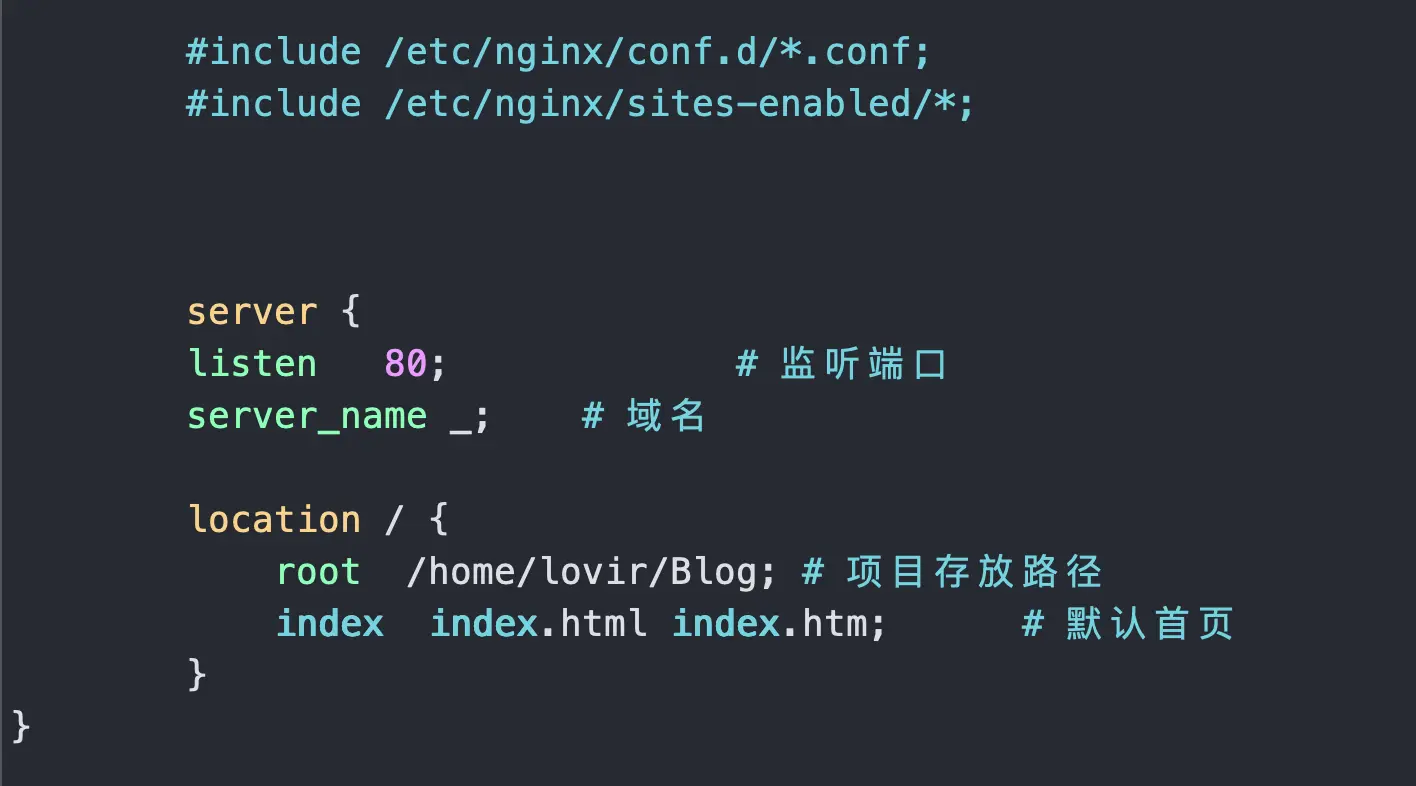 #include /etc/nginx/conf.d/*.conf;
#include /etc/nginx/sites-enabled/*;
server {
listen   80;             # 监听端口
server_name _;    # 域名
location / {
    root  /home/lovir/Blog; # 项目存放路径
    index  index.html index.htm;      # 默认首页
}
}